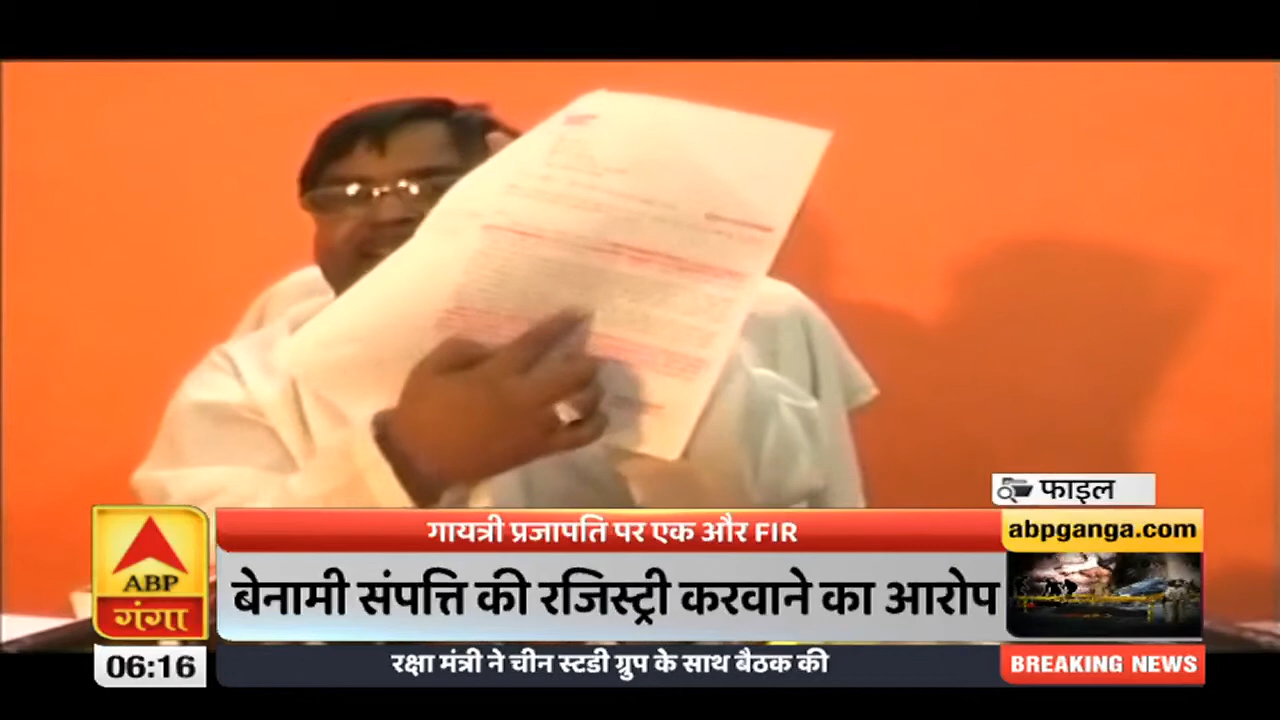 फाइल
गायत्री प्रजापति पर एक और FIR
abpganga.com
ABP
गंगा
बेनामी संपत्ति की रजिस्ट्री करवाने का आरोप
06:16
रक्षा मंत्री ने चीन स्टडी ग्रुप के साथ बैठक की
BREAKING NEWS